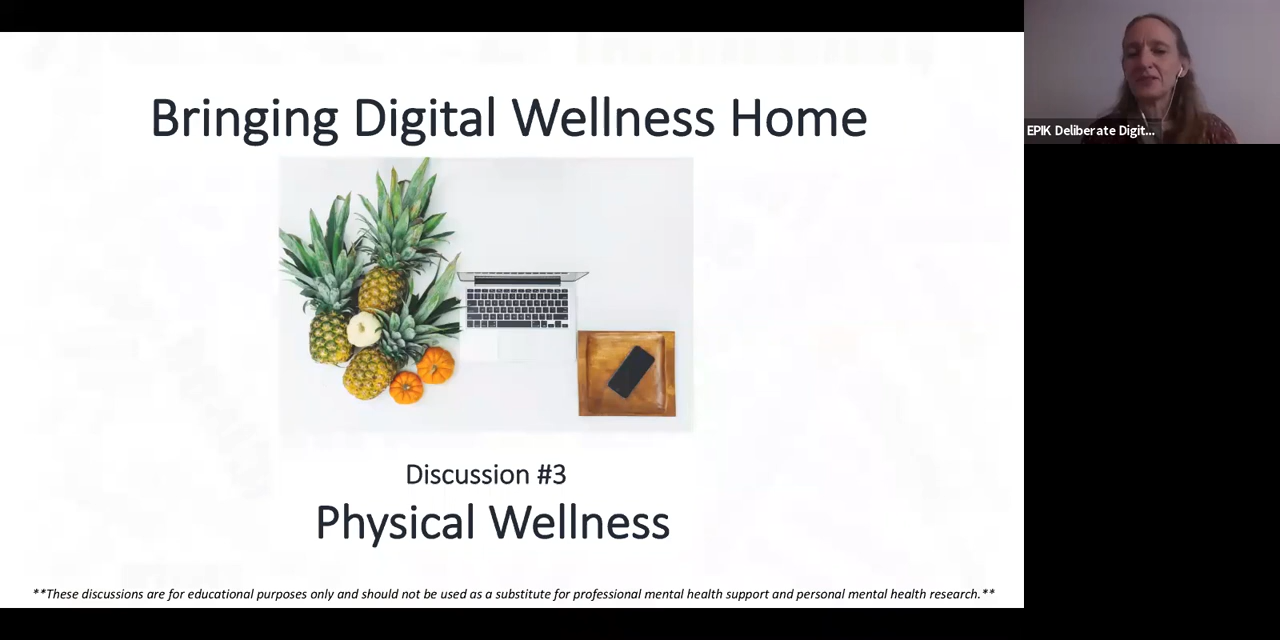 Bringing Digital Wellness Home
EPIK Deliberate Digit...
Discussion #3
Physical Wellness
**These discussions are for educational purposes only and should not be used as a substitute for professional mental health support and personal mental health research.**